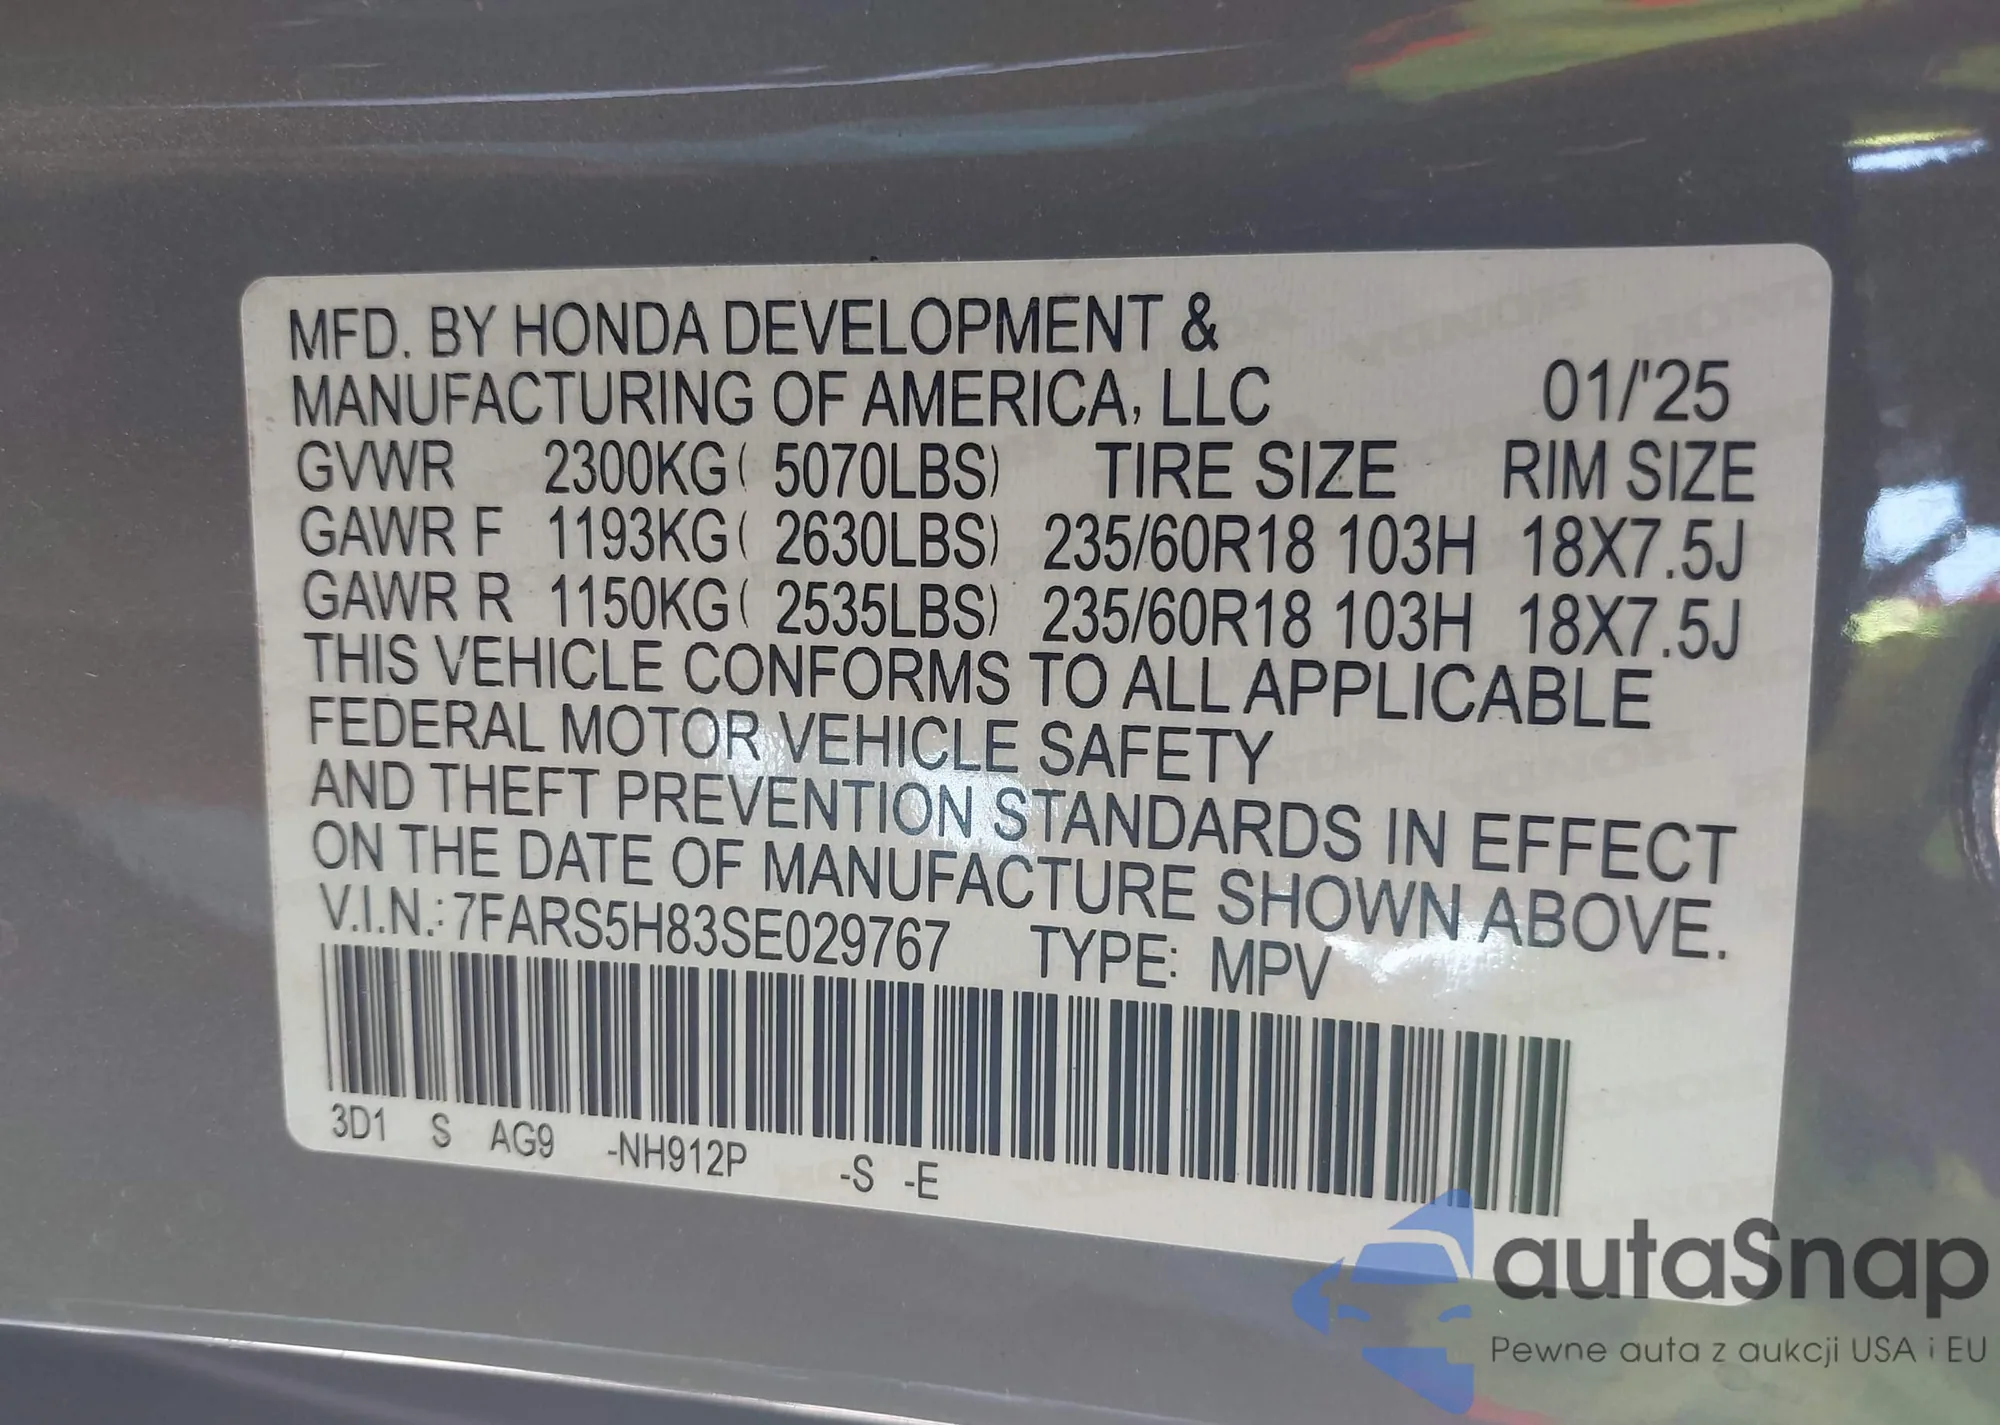 MFD. BY HONDA DEVELOPMENT &
MANUFACTURING OF AMERICA, LLC 01/'25
GVWR 2300KG( 5070LBS) TIRE SIZE RIM SIZE
GAWR F 1193KG( 2630LBS) 235/60R18 103H 18X7.5J
GAWR R 1150KG( 2535LBS) 235/60R18 103H 18X7.5J
THIS VEHICLE CONFORMS TO ALL APPLICABLE
FEDERAL MOTOR VEHICLE SAFETY
AND THEFT PREVENTION STANDARDS IN EFFECT
ON THE DATE OF MANUFACTURE SHOWN ABOVE.
V.I.N.: 7FARS5H83SE029767 TYPE: MPV
3D1 S AG9 -NH912P -S -E
autaSnap
Pewne auta z aukcji USA i EU